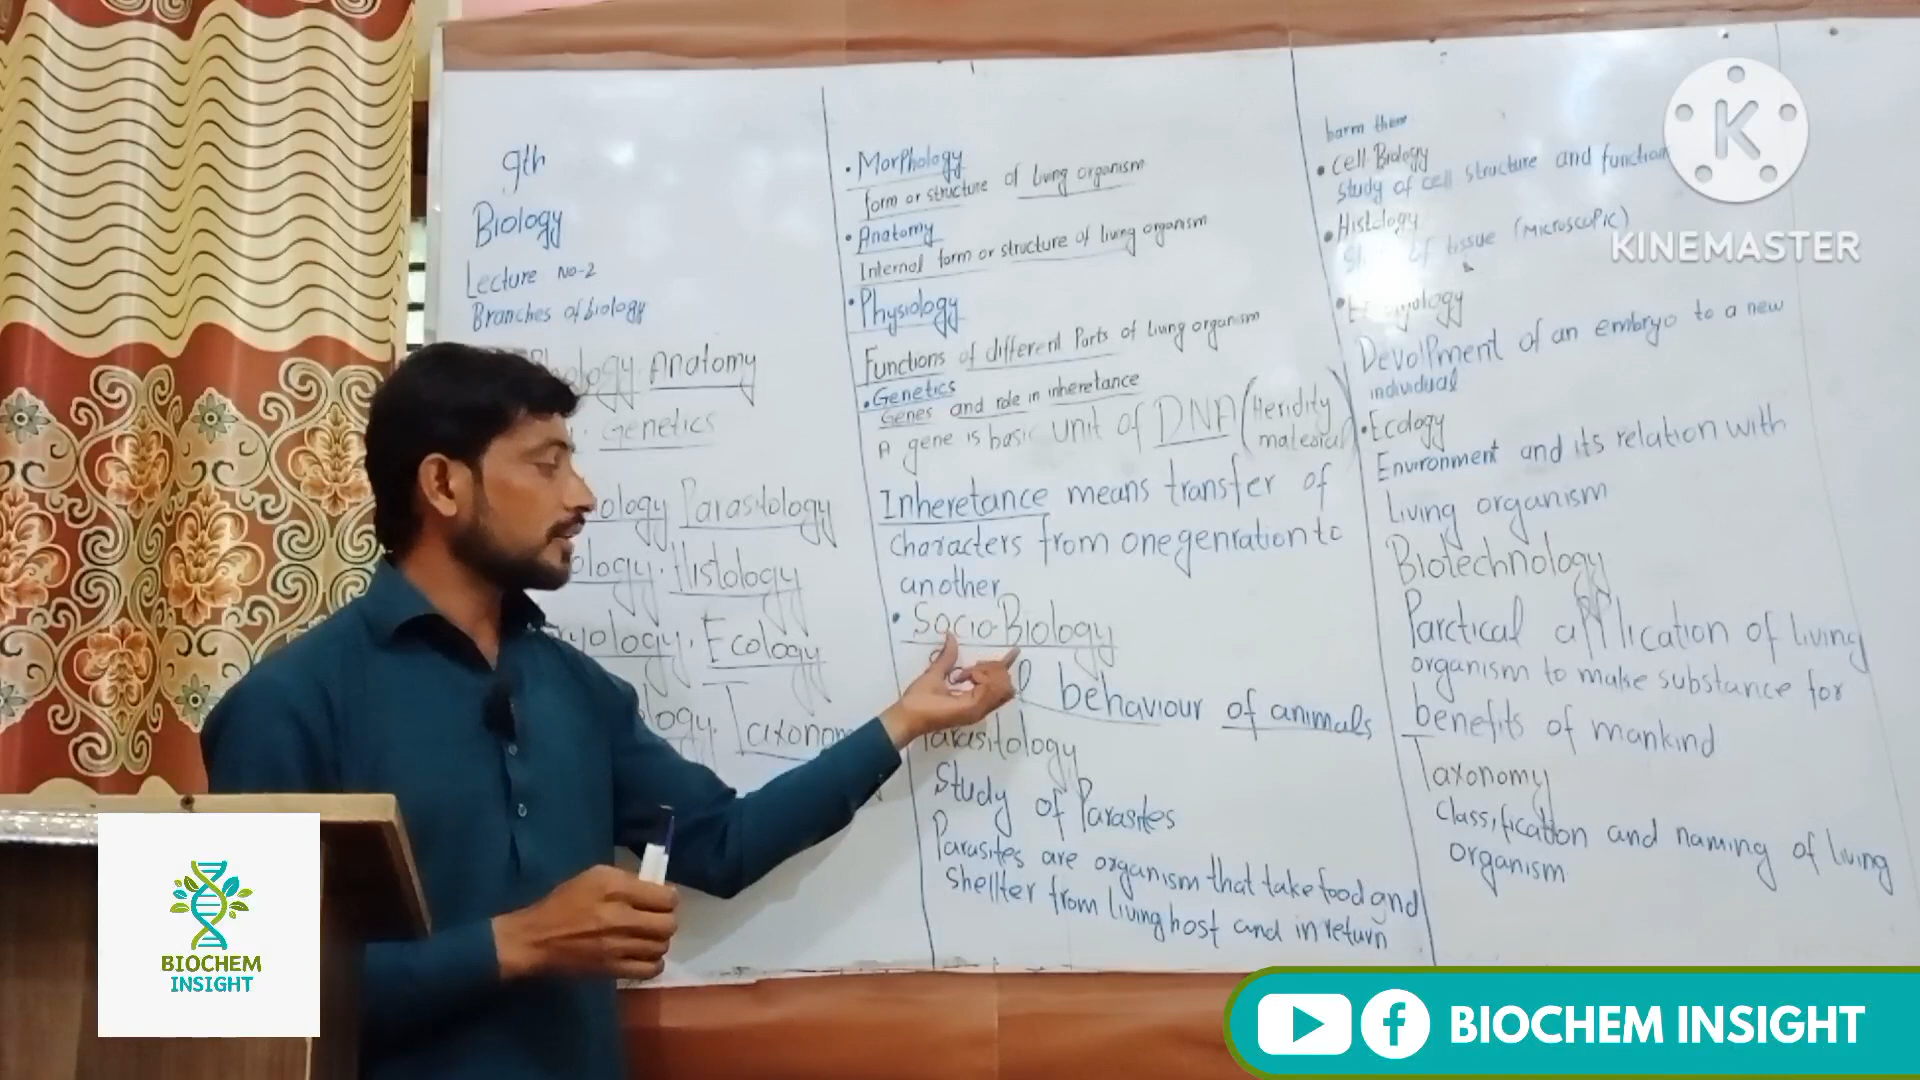 9th
Biology
Lecture No-2
Branches of biology
Anatomy
Genetics
Parasitology
Histology
Ecology
• Morphology
form or structure of living organism
• Anatomy
Internal form or structure of living organism
• Physiology
Functions of different Parts of living organism
• Genetics
Genes and role in inheretance
A gene is basic unit of DNA (Heridity
material)
Inheretance means transfer of
characters from one genration to
another
• Socio-Biology
behaviour of animals
Parasitology
Study of Parasites
Parasites are organism that take food and
shellter from living host and in return
harm them
• Cell Biology
Study of cell structure and function
• Histology
of tissue (Microscopic)
Devolpment of an embryo to a new
individual
• Ecology
Environment and its relation with
Living organism
Biotechnology
Parctical application of living
organism to make substance for
benefits of mankind
Taxonomy
Classification and naming of living
organism
KINEMASTER
BIOCHEM
INSIGHT
BIOCHEM INSIGHT